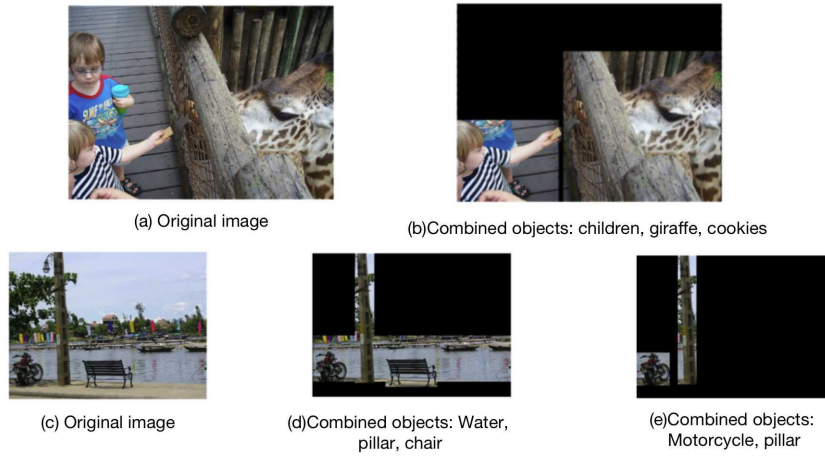 (a) Original image
(b)Combined objects: children, giraffe, cookies
(c) Original image
(d)Combined objects: Water,
pillar, chair
(e)Combined objects:
Motorcycle, pillar